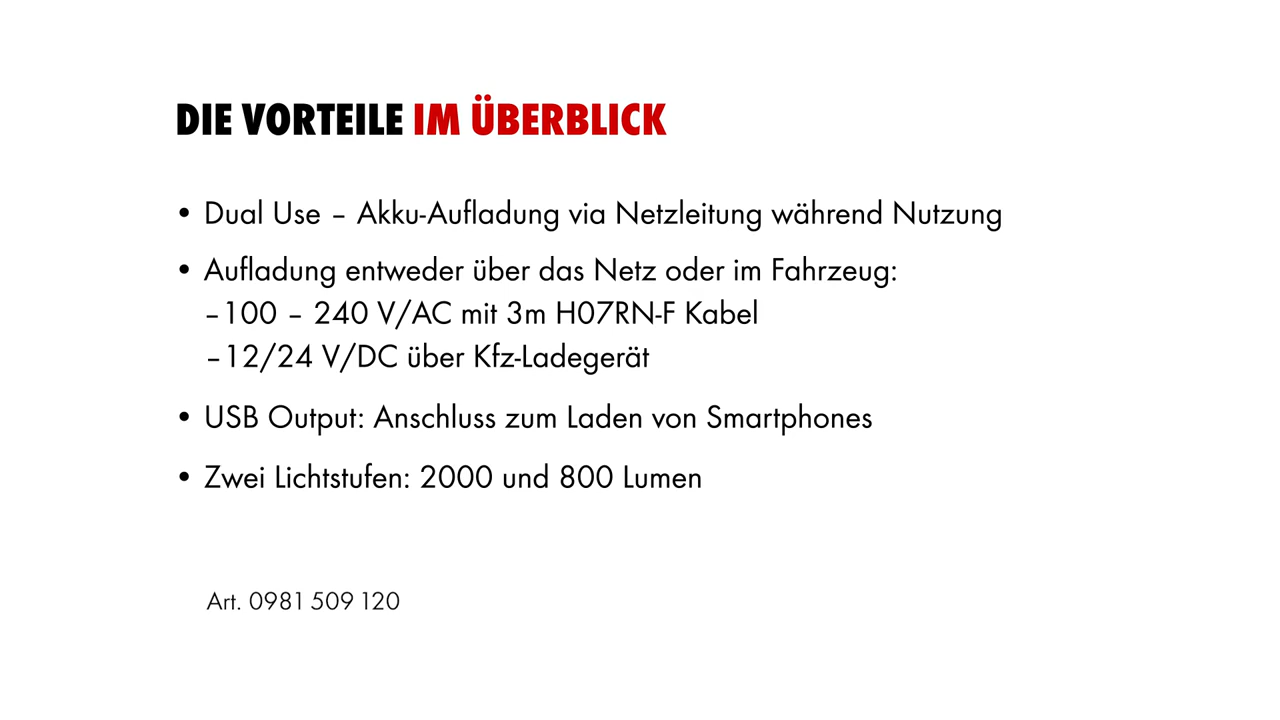 DIE VORTEILE IM ÜBERBLICK
• Dual Use – Akku-Aufladung via Netzleitung während Nutzung
• Aufladung entweder über das Netz oder im Fahrzeug:
–100 – 240 V/AC mit 3m H07RN-F Kabel
–12/24 V/DC über Kfz-Ladegerät
• USB Output: Anschluss zum Laden von Smartphones
• Zwei Lichtstufen: 2000 und 800 Lumen
Art. 0981 509 120